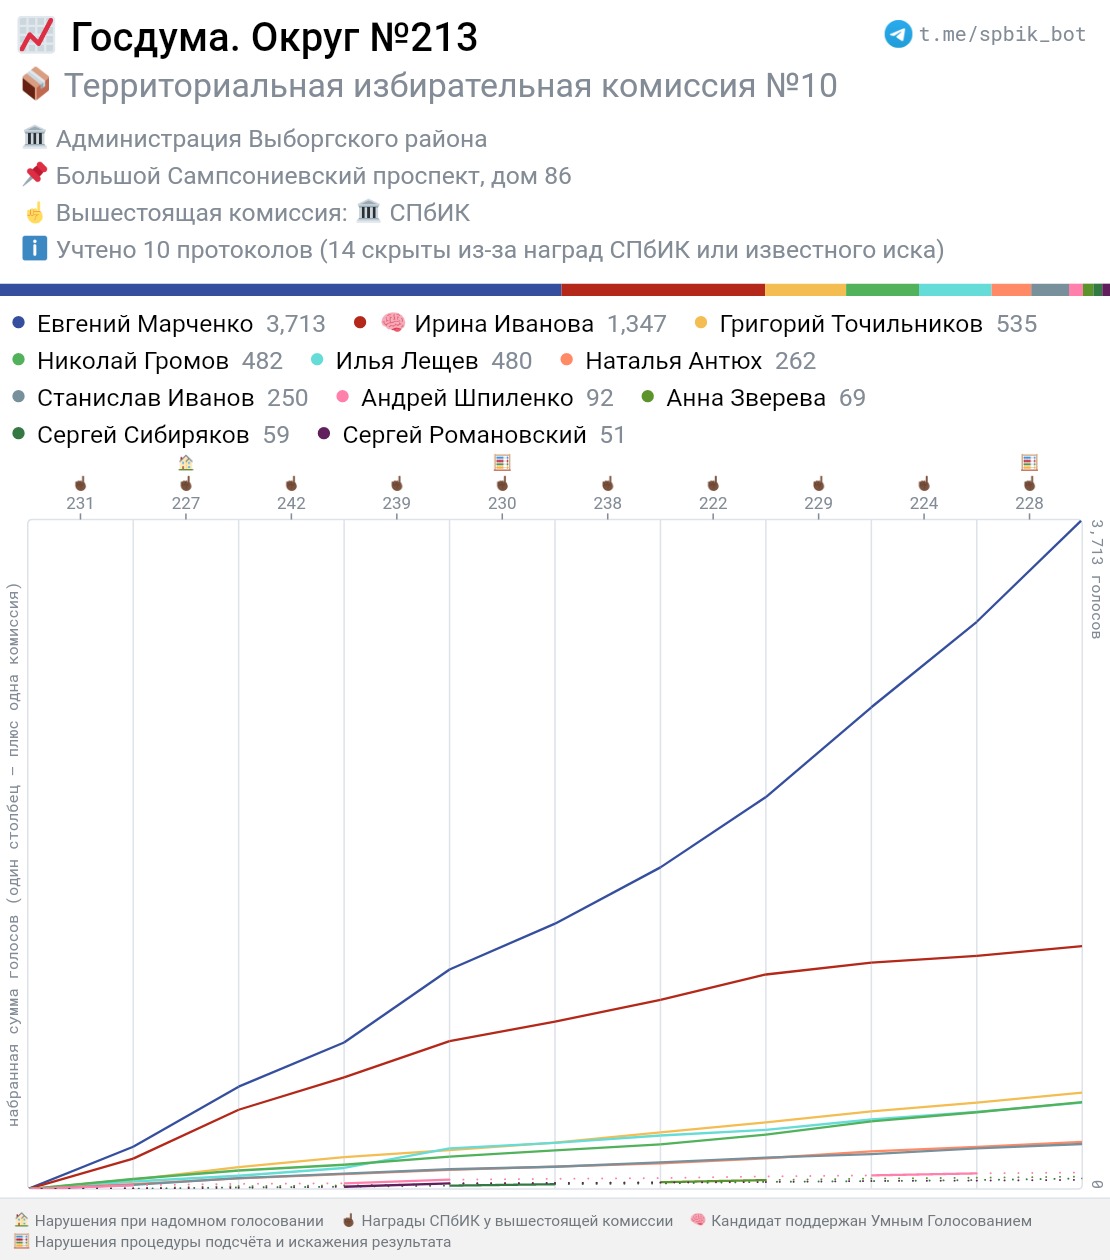 Госдума. Округ №213
t.me/spbik_bot
Территориальная избирательная комиссия №10
Администрация Выборгского района
Большой Сампсониевский проспект, дом 86
Вышестоящая комиссия: СПбИК
Учтено 10 протоколов (14 скрыты из-за наград СПбИК или известного иска)
Евгений Марченко 3,713 Ирина Иванова 1,347 Григорий Точильников 535
Николай Громов 482 Илья Лещев 480 Наталья Антюх 262
Станислав Иванов 250 Андрей Шпиленко 92 Анна Зверева 69
Сергей Сибиряков 59 Сергей Романовский 51
231 227 242 239 230 238 222 229 224 228
набранная сумма голосов (один столбец – плюс одна комиссия)
3,713 голосов
0
Нарушения при надомном голосовании Награды СПбИК у вышестоящей комиссии Кандидат поддержан Умным Голосованием
Нарушения процедуры подсчёта и искажения результата